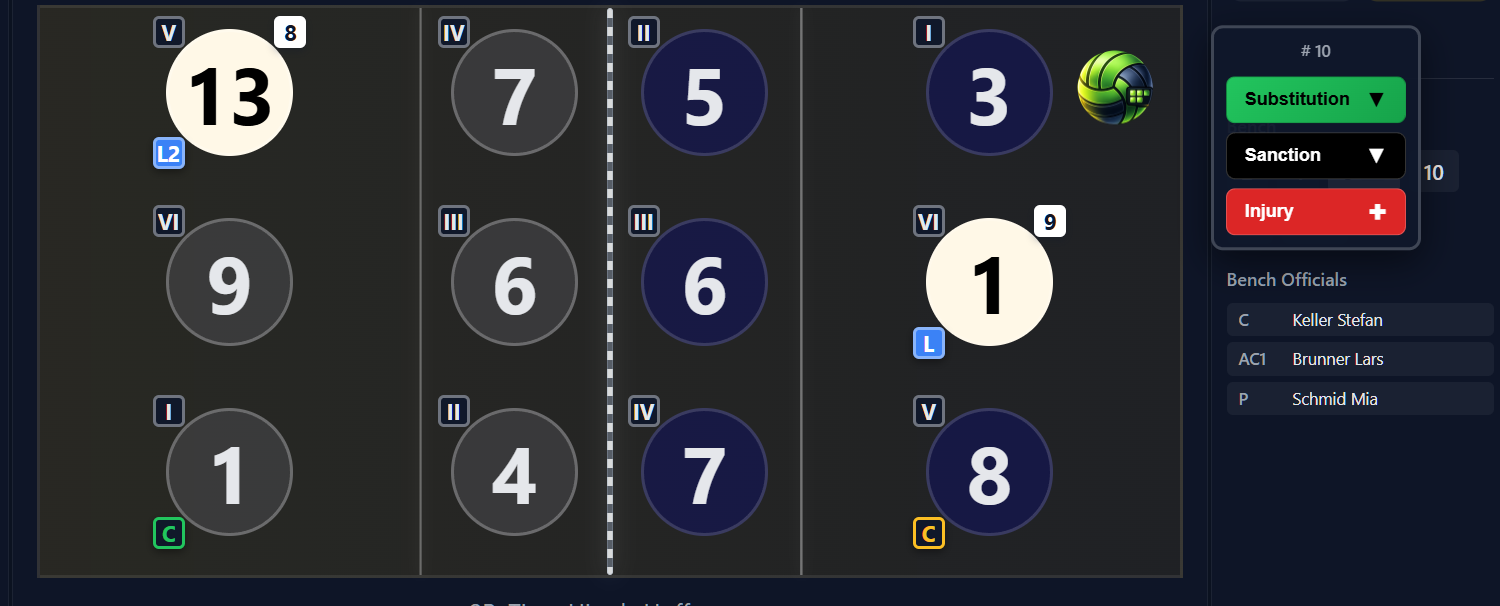 V 8 IV II I # 10
13 7 5 3 Substitution ▼
L2
Sanction ▼
10
VI III III VI 9 Injury ✚
9 6 6 1
L
Bench Officials
C Keller Stefan
AC1 Brunner Lars
P Schmid Mia
I II IV V
1 4 7 8
C C